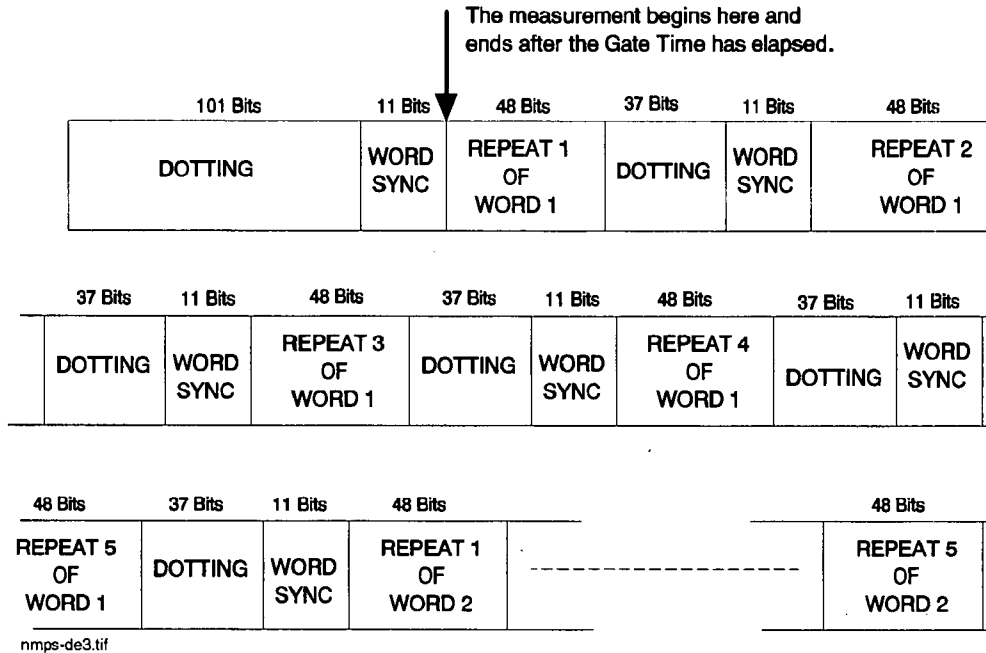 The measurement begins here and
ends after the Gate Time has elapsed.
101 Bits 11 Bits 48 Bits 37 Bits 11 Bits 48 Bits
DOTTING WORD SYNC REPEAT 1 OF WORD 1 DOTTING WORD SYNC REPEAT 2 OF WORD 1
37 Bits 11 Bits 48 Bits 37 Bits 11 Bits 48 Bits 37 Bits 11 Bits
DOTTING WORD SYNC REPEAT 3 OF WORD 1 DOTTING WORD SYNC REPEAT 4 OF WORD 1 DOTTING WORD SYNC
48 Bits 37 Bits 11 Bits 48 Bits 48 Bits
REPEAT 5 OF WORD 1 DOTTING WORD SYNC REPEAT 1 OF WORD 2 REPEAT 5 OF WORD 2
nmps-de3.tif